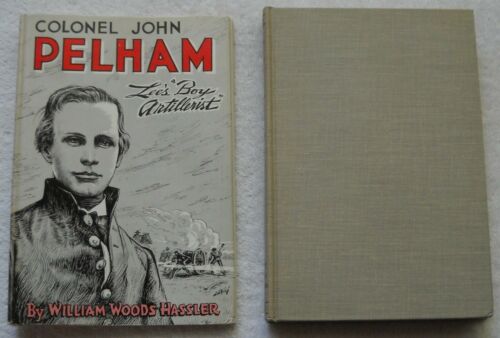 COLONEL JOHN
PELHAM
Lee's "Boy
Artillerist"
By WILLIAM WOODS HASSLER